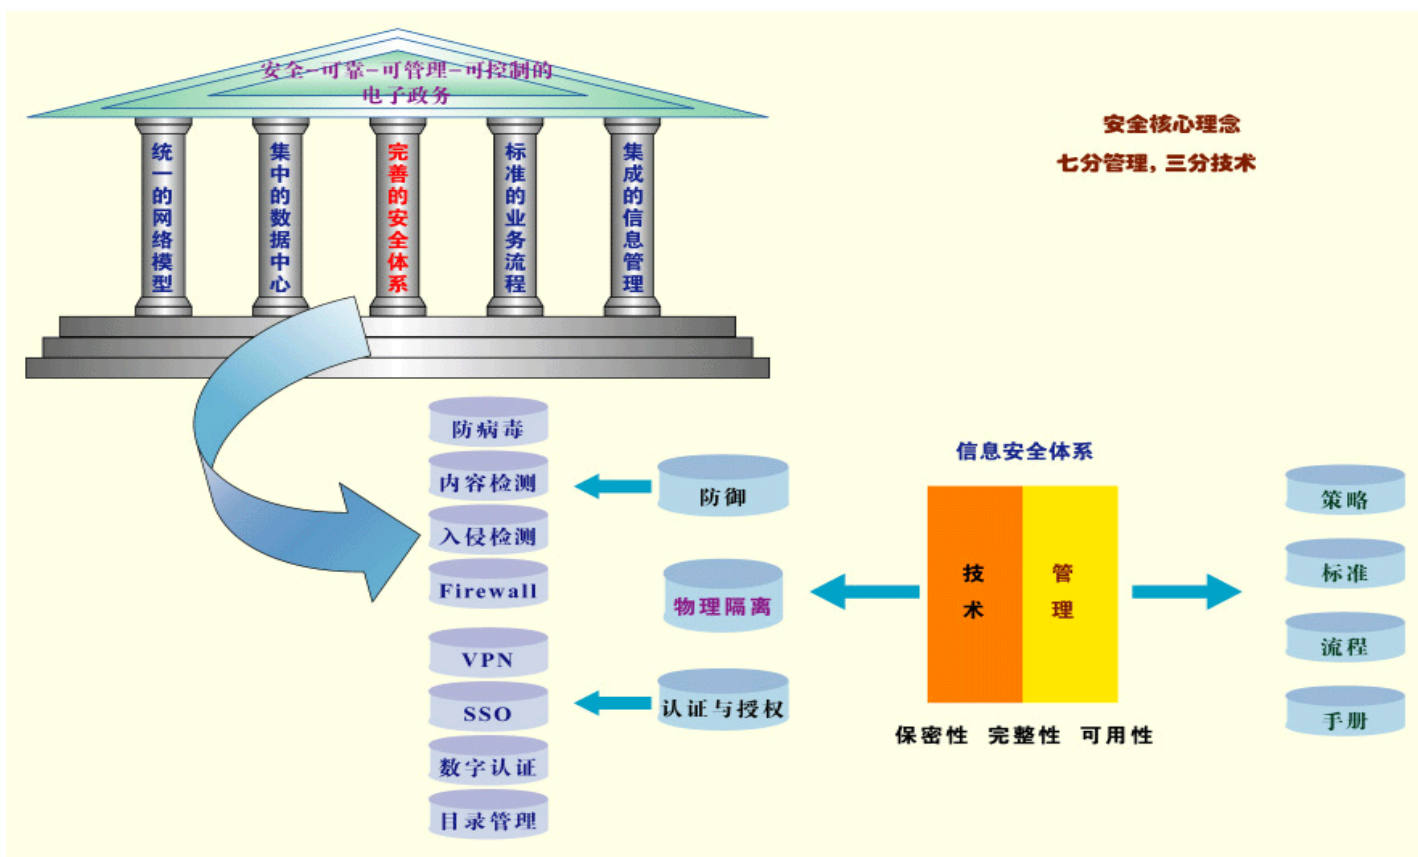 安全-可靠-可管理-可控制的
电子政务
安全核心理念
七分管理, 三分技术
统一的网络模型
集中的数据中心
完善的安全体系
标准的业务流程
集成的信息管理
防病毒
内容检测
入侵检测
Firewall
VPN
SSO
数字认证
目录管理
防御
物理隔离
认证与授权
信息安全体系
技术
管理
保密性 完整性 可用性
策略
标准
流程
手册